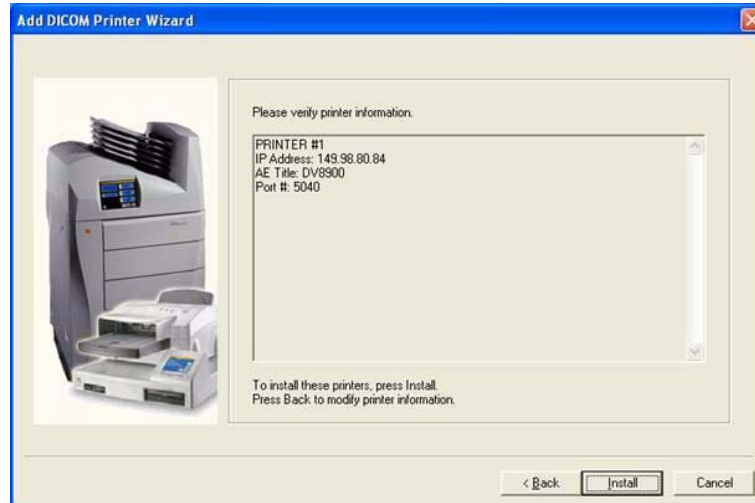 Add DICOM Printer Wizard
Please verify printer information.
PRINTER #1
IP Address: 149.98.80.84
AE Title: DV8900
Port #: 5040
To install these printers, press Install.
Press Back to modify printer information.
< Back
Install
Cancel